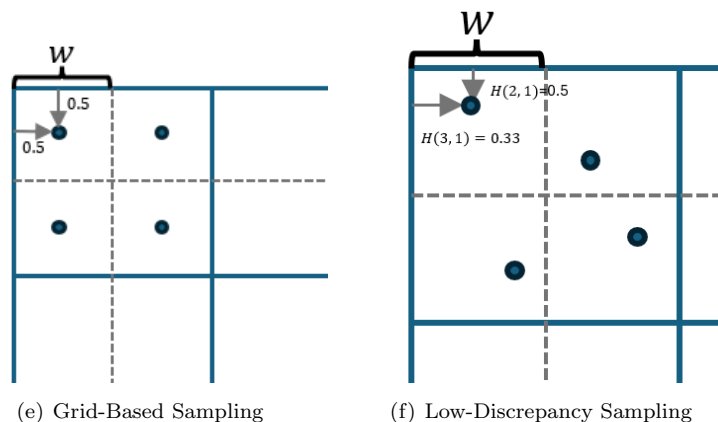 w
0.5
0.5
(e) Grid-Based Sampling
w
H(2, 1)=0.5
H(3, 1) = 0.33
(f) Low-Discrepancy Sampling